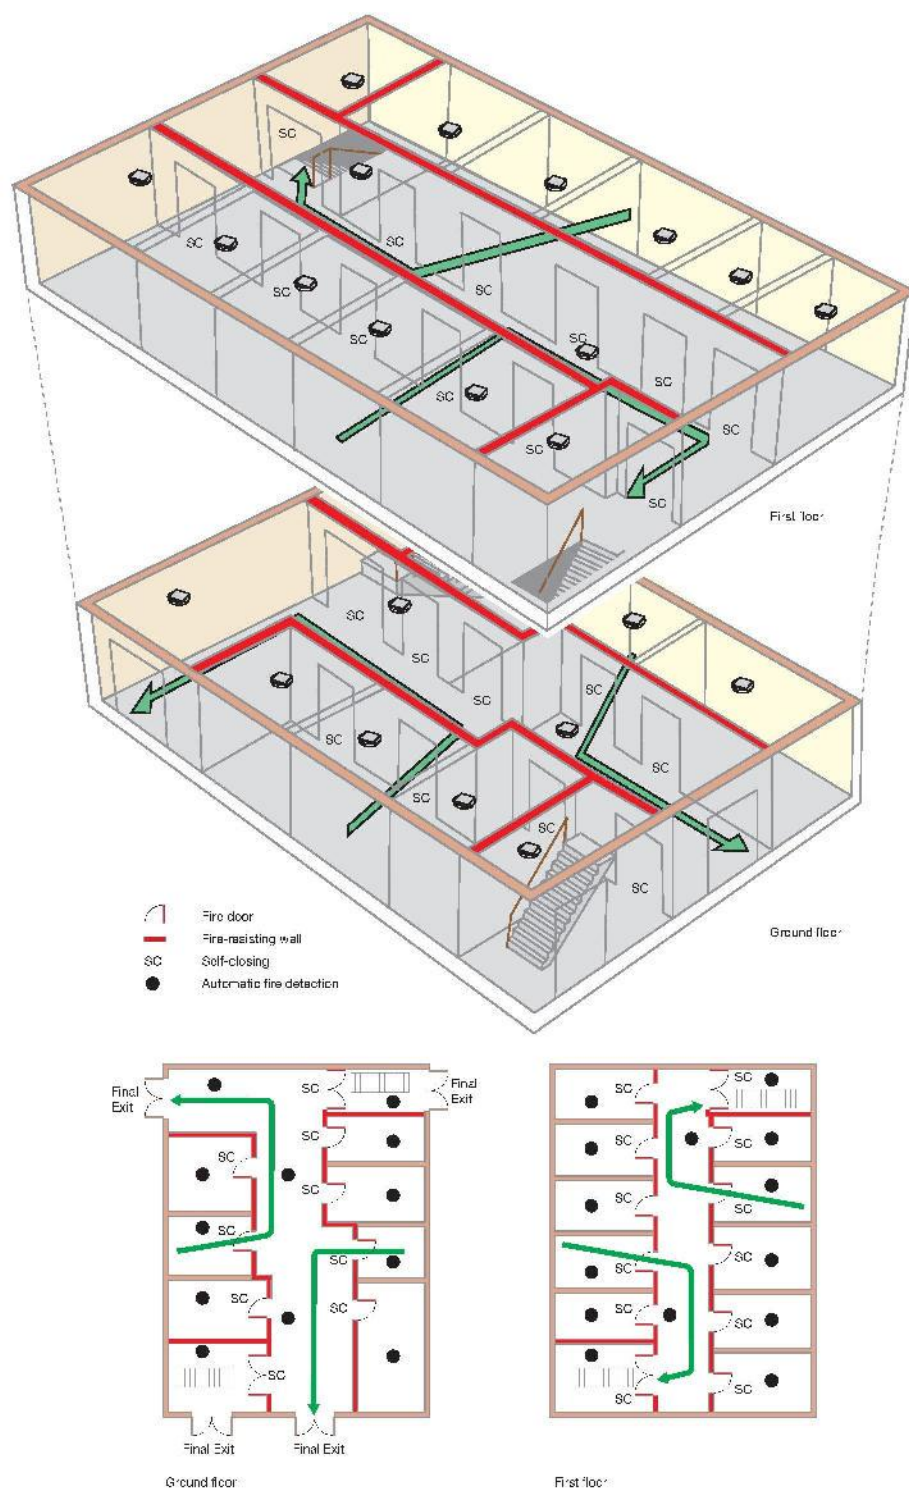 SC
SC
SC
SC
SC
SC
SC
SC
SC
SC
SC
SC
First floor
SC
SC
SC
SC
SC
SC
SC
SC
SC
SC
Fire door
Fire-resisting wall
SC Self-closing
Automatic fire detection
Ground floor
Final
Exit
SC
Final
Exit
SC
SC
SC
SC
SC
SC
SC
SC
Final Exit
Final Exit
Ground floor
SC
SC
SC
SC
SC
SC
SC
SC
SC
SC
SC
SC
First floor